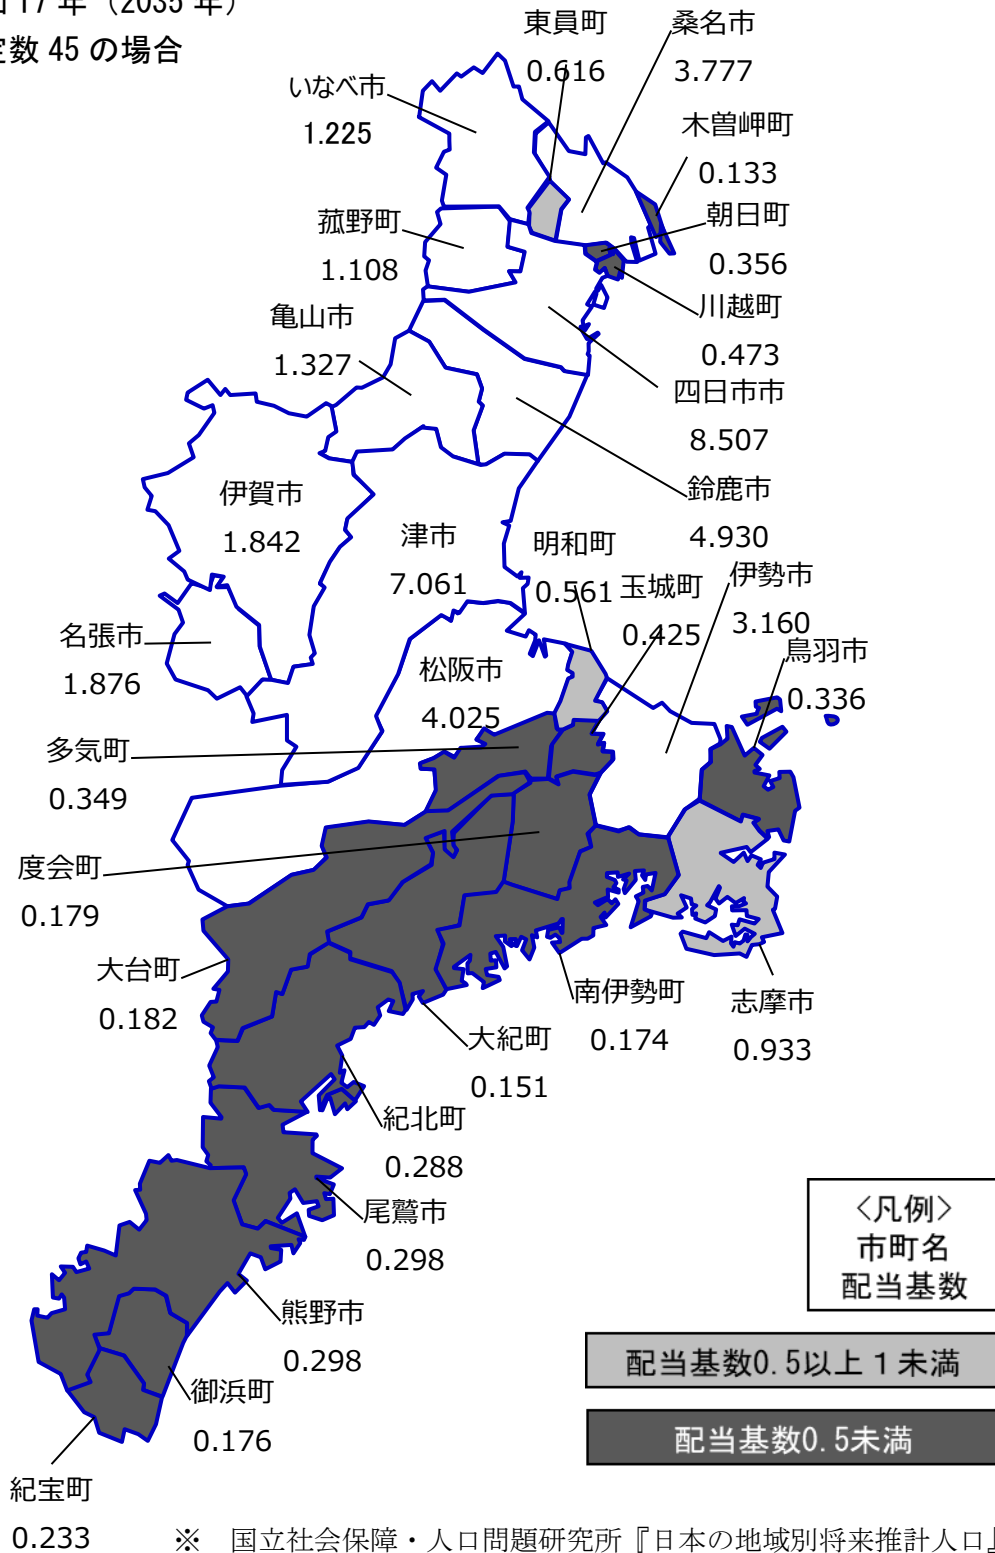 17 年（2035 年）
定数 45 の場合
東員町
0.616
桑名市
3.777
いなべ市
1.225
木曽岬町
0.133
菰野町
1.108
朝日町
0.356
亀山市
1.327
川越町
0.473
四日市市
8.507
伊賀市
1.842
鈴鹿市
4.930
津市
7.061
明和町
0.561
玉城町
0.425
伊勢市
3.160
名張市
1.876
松阪市
4.025
鳥羽市
0.336
多気町
0.349
度会町
0.179
大台町
0.182
南伊勢町
0.174
志摩市
0.933
大紀町
0.151
紀北町
0.288
尾鷲市
0.298
熊野市
0.298
御浜町
0.176
紀宝町
0.233
〈凡例〉
市町名
配当基数
配当基数0.5以上１未満
配当基数0.5未満
※　国立社会保障・人口問題研究所『日本の地域別将来推計人口』